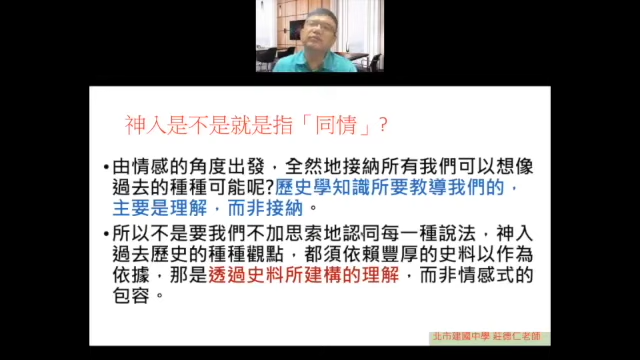 神入是不是就是指「同情」?
•由情感的角度出發，全然地接納所有我們可以想像
過去的種種可能呢?歷史學知識所要教導我們的，
主要是理解，而非接納。
•所以不是要我們不加思索地認同每一種說法，神入
過去歷史的種種觀點，都須依賴豐厚的史料以作為
依據，那是透過史料所建構的理解，而非情感式的
包容。
北市建國中學 莊德仁老師